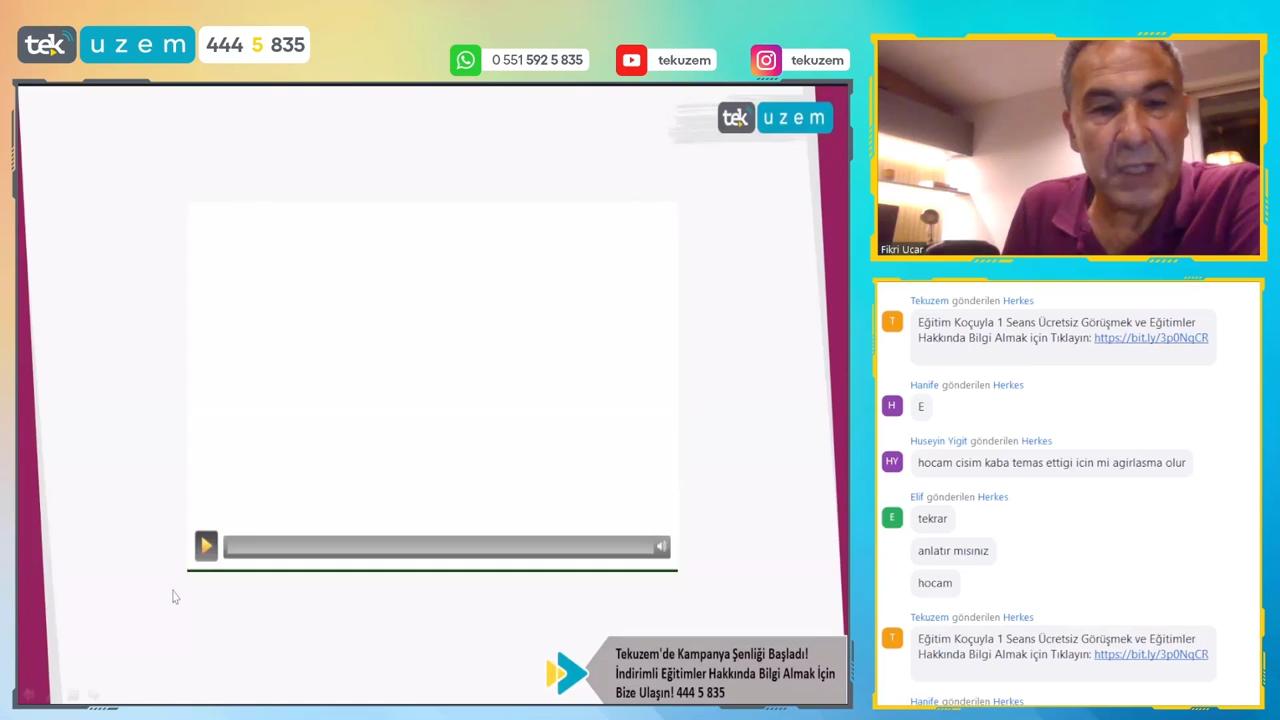 tek uzem 444 5 835
0 551 592 5 835
tekuzem
tekuzem
tek uzem
Fikri Ucar
Tekuzem gönderilen Herkes
T
Eğitim Koçuyla 1 Seans Ücretsiz Görüşmek ve Eğitimler
Hakkında Bilgi Almak için Tıklayın: https://bit.ly/3p0NqCR
Hanife gönderilen Herkes
H
E
Huseyin Yigit gönderilen Herkes
HY
hocam cisim kaba temas ettigi icin mi agirlasma olur
Elif gönderilen Herkes
E
tekrar
anlatır mısınız
hocam
Tekuzem gönderilen Herkes
T
Eğitim Koçuyla 1 Seans Ücretsiz Görüşmek ve Eğitimler
Hakkında Bilgi Almak için Tıklayın: https://bit.ly/3p0NqCR
Hanife gönderilen Herkes
Tekuzem'de Kampanya Şenliği Başladı!
İndirimli Eğitimler Hakkında Bilgi Almak İçin
Bize Ulaşın! 444 5 835